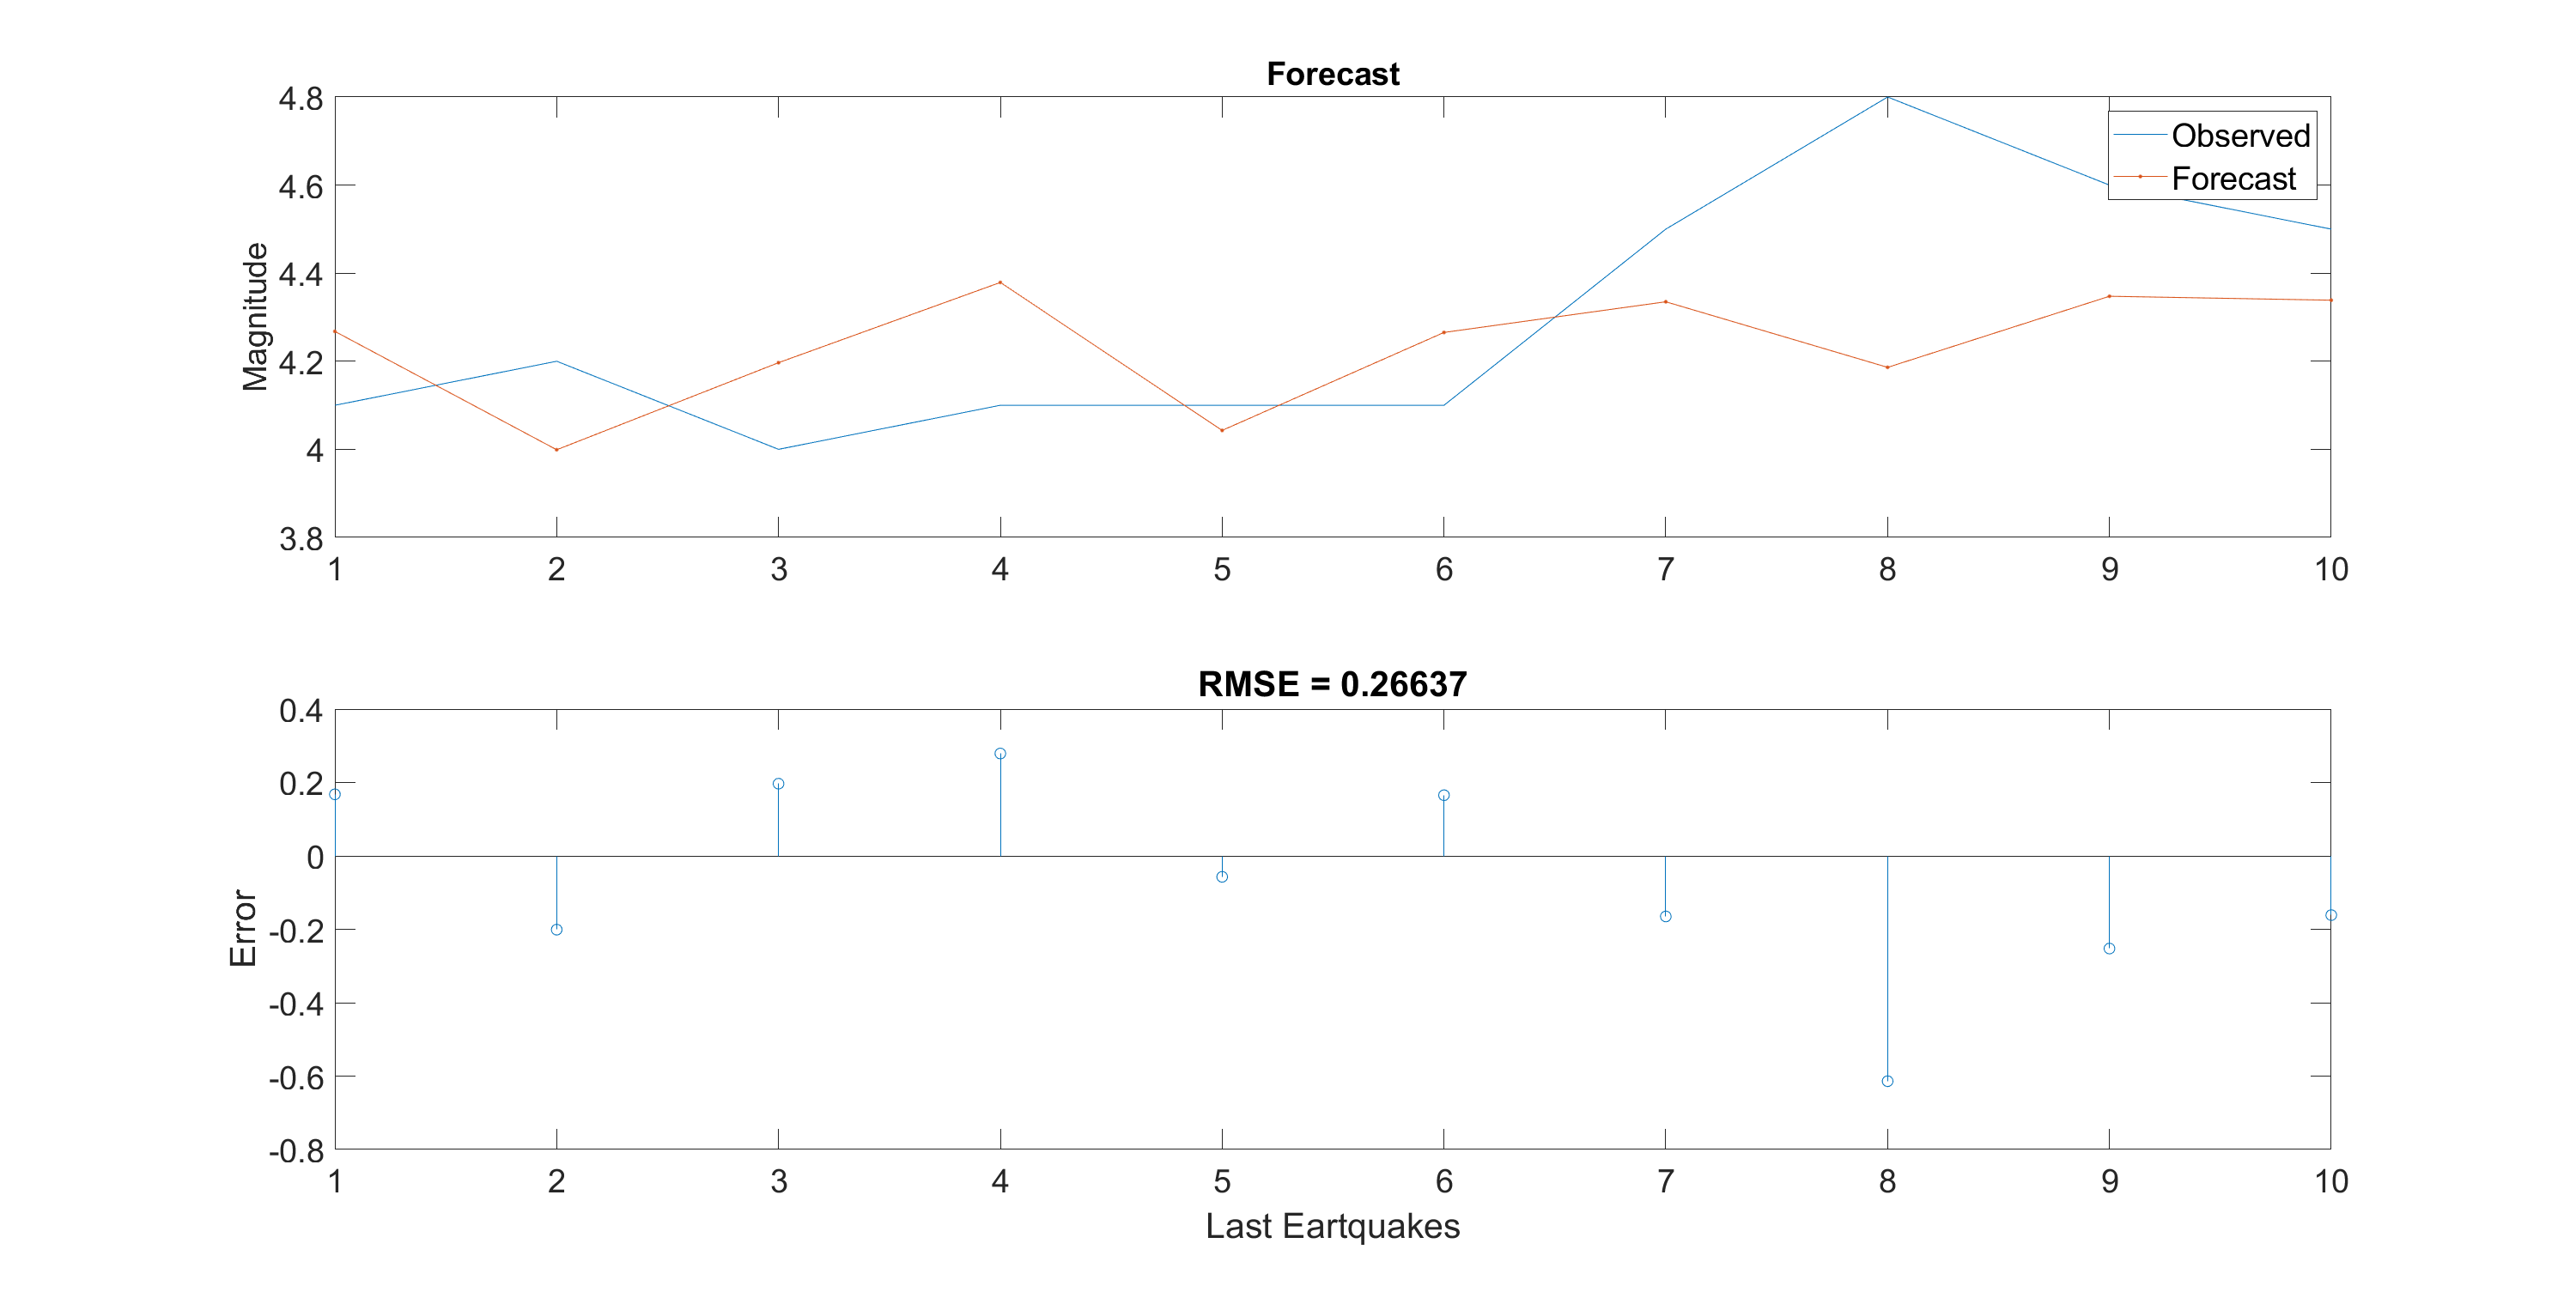 Forecast
4.8
4.6
4.4
4.2
4
3.8
Magnitude
Observed
Forecast
1 2 3 4 5 6 7 8 9 10
RMSE = 0.26637
0.4
0.2
0
-0.2
-0.4
-0.6
-0.8
Error
1 2 3 4 5 6 7 8 9 10
Last Eartquakes